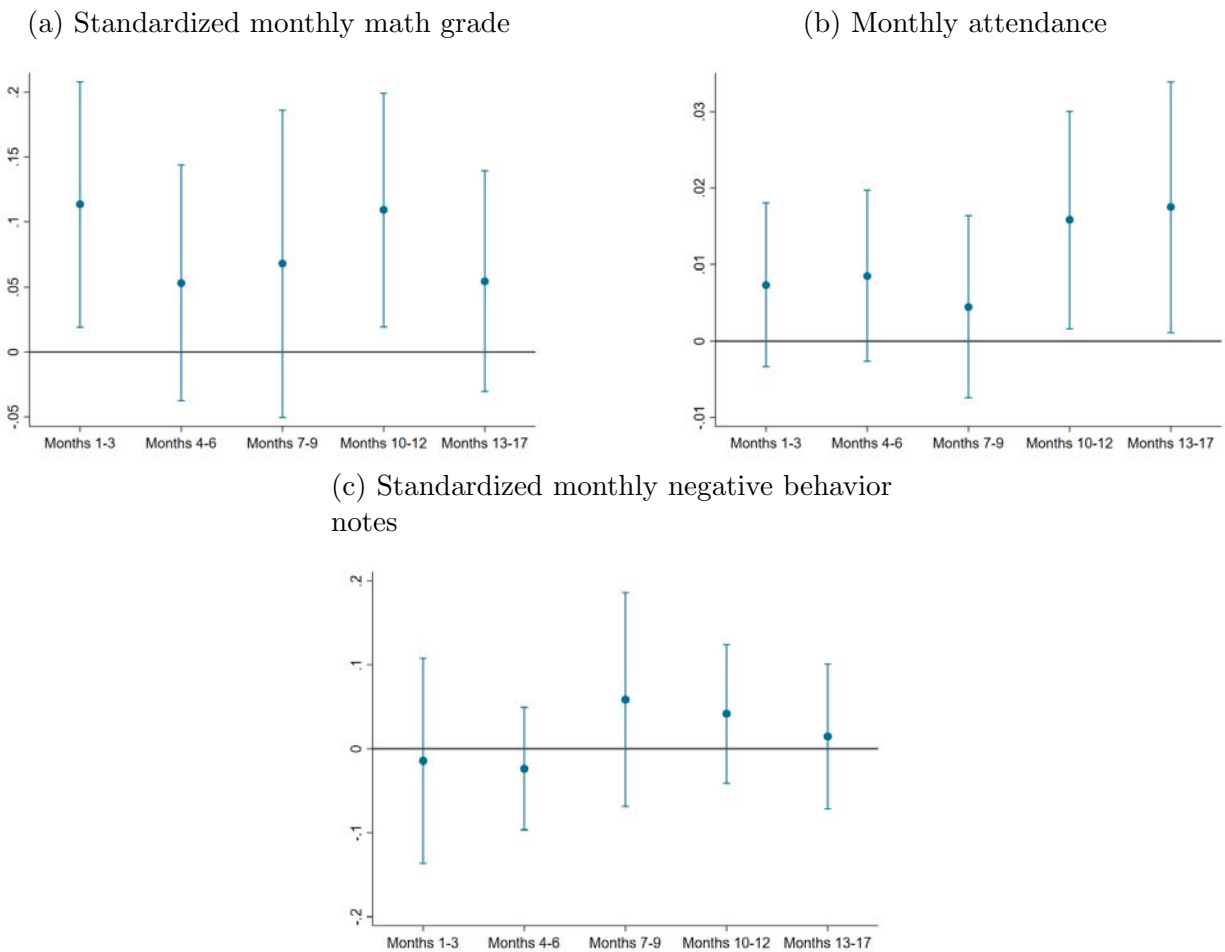 (a) Standardized monthly math grade
.2
.15
.1
.05
0
-.05
Months 1-3 Months 4-6 Months 7-9 Months 10-12 Months 13-17
(b) Monthly attendance
.03
.02
.01
0
-.01
Months 1-3 Months 4-6 Months 7-9 Months 10-12 Months 13-17
(c) Standardized monthly negative behavior
notes
.2
.1
0
-.1
-.2
Months 1-3 Months 4-6 Months 7-9 Months 10-12 Months 13-17